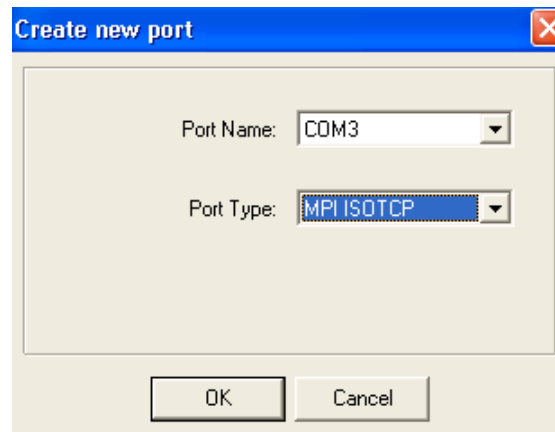 Create new port
Port Name: COM3
Port Type: MPI ISOTCP
OK Cancel